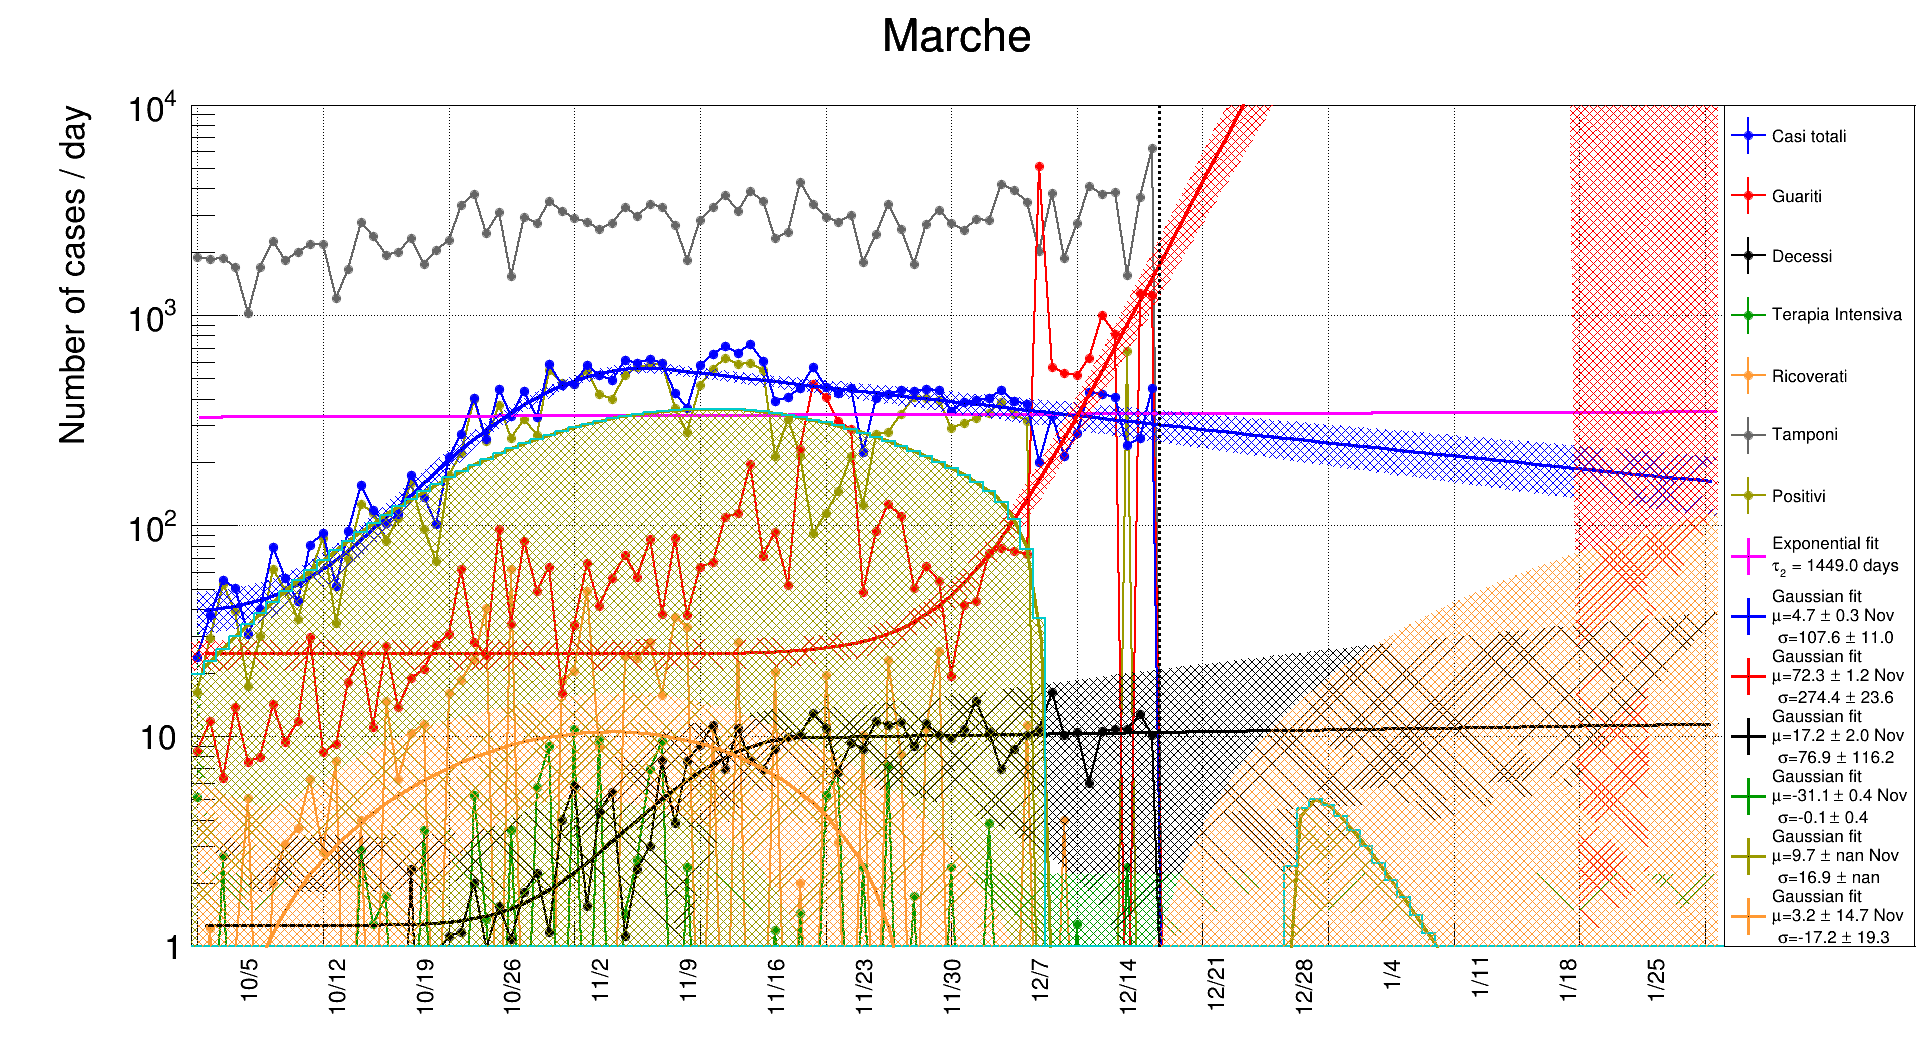 Marche
Number of cases / day
10^4
10^3
10^2
10
1
10/5
10/12
10/19
10/26
11/2
11/9
11/16
11/23
11/30
12/7
12/14
12/21
12/28
1/4
1/11
1/18
1/25
Casi totali
Guariti
Decessi
Terapia Intensiva
Ricoverati
Tamponi
Positivi
Exponential fit
τ₂ = 1449.0 days
Gaussian fit
μ=4.7 ± 0.3 Nov
σ=107.6 ± 11.0
Gaussian fit
μ=72.3 ± 1.2 Nov
σ=274.4 ± 23.6
Gaussian fit
μ=17.2 ± 2.0 Nov
σ=76.9 ± 116.2
Gaussian fit
μ=-31.1 ± 0.4 Nov
σ=-0.1 ± 0.4
Gaussian fit
μ=9.7 ± nan Nov
σ=16.9 ± nan
Gaussian fit
μ=3.2 ± 14.7 Nov
σ=-17.2 ± 19.3